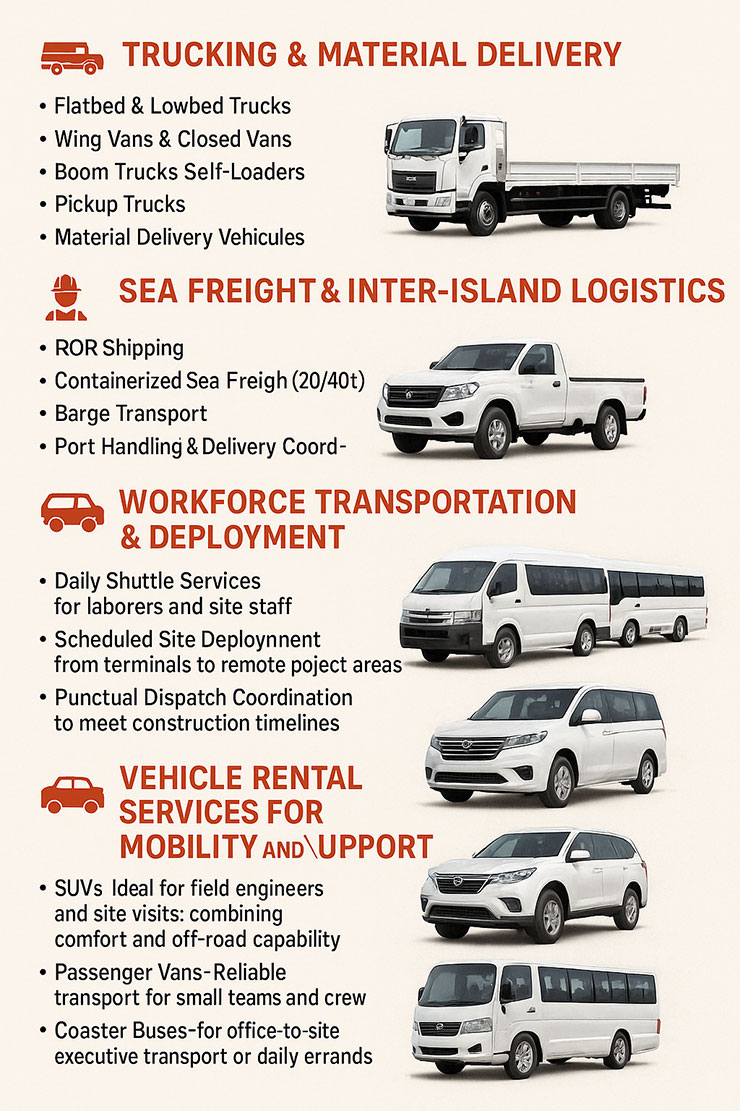 TRUCKING & MATERIAL DELIVERY
• Flatbed & Lowbed Trucks
• Wing Vans & Closed Vans
• Boom Trucks Self-Loaders
• Pickup Trucks
• Material Delivery Vehicules
SEA FREIGHT & INTER-ISLAND LOGISTICS
• ROR Shipping
• Containerized Sea Freigh (20/40t)
• Barge Transport
• Port Handling & Delivery Coord-
WORKFORCE TRANSPORTATION
& DEPLOYMENT
• Daily Shuttle Services
for laborers and site staff
• Scheduled Site Deploynnent
from terminals to remote poject areas
• Punctual Dispatch Coordination
to meet construction timelines
VEHICLE RENTAL
SERVICES FOR
MOBILITY AND\UPPORT
• SUVs Ideal for field engineers
and site visits: combining
comfort and off-road capability
• Passenger Vans-Reliable
transport for small teams and crew
• Coaster Buses-for office-to-site
executive transport or daily errands